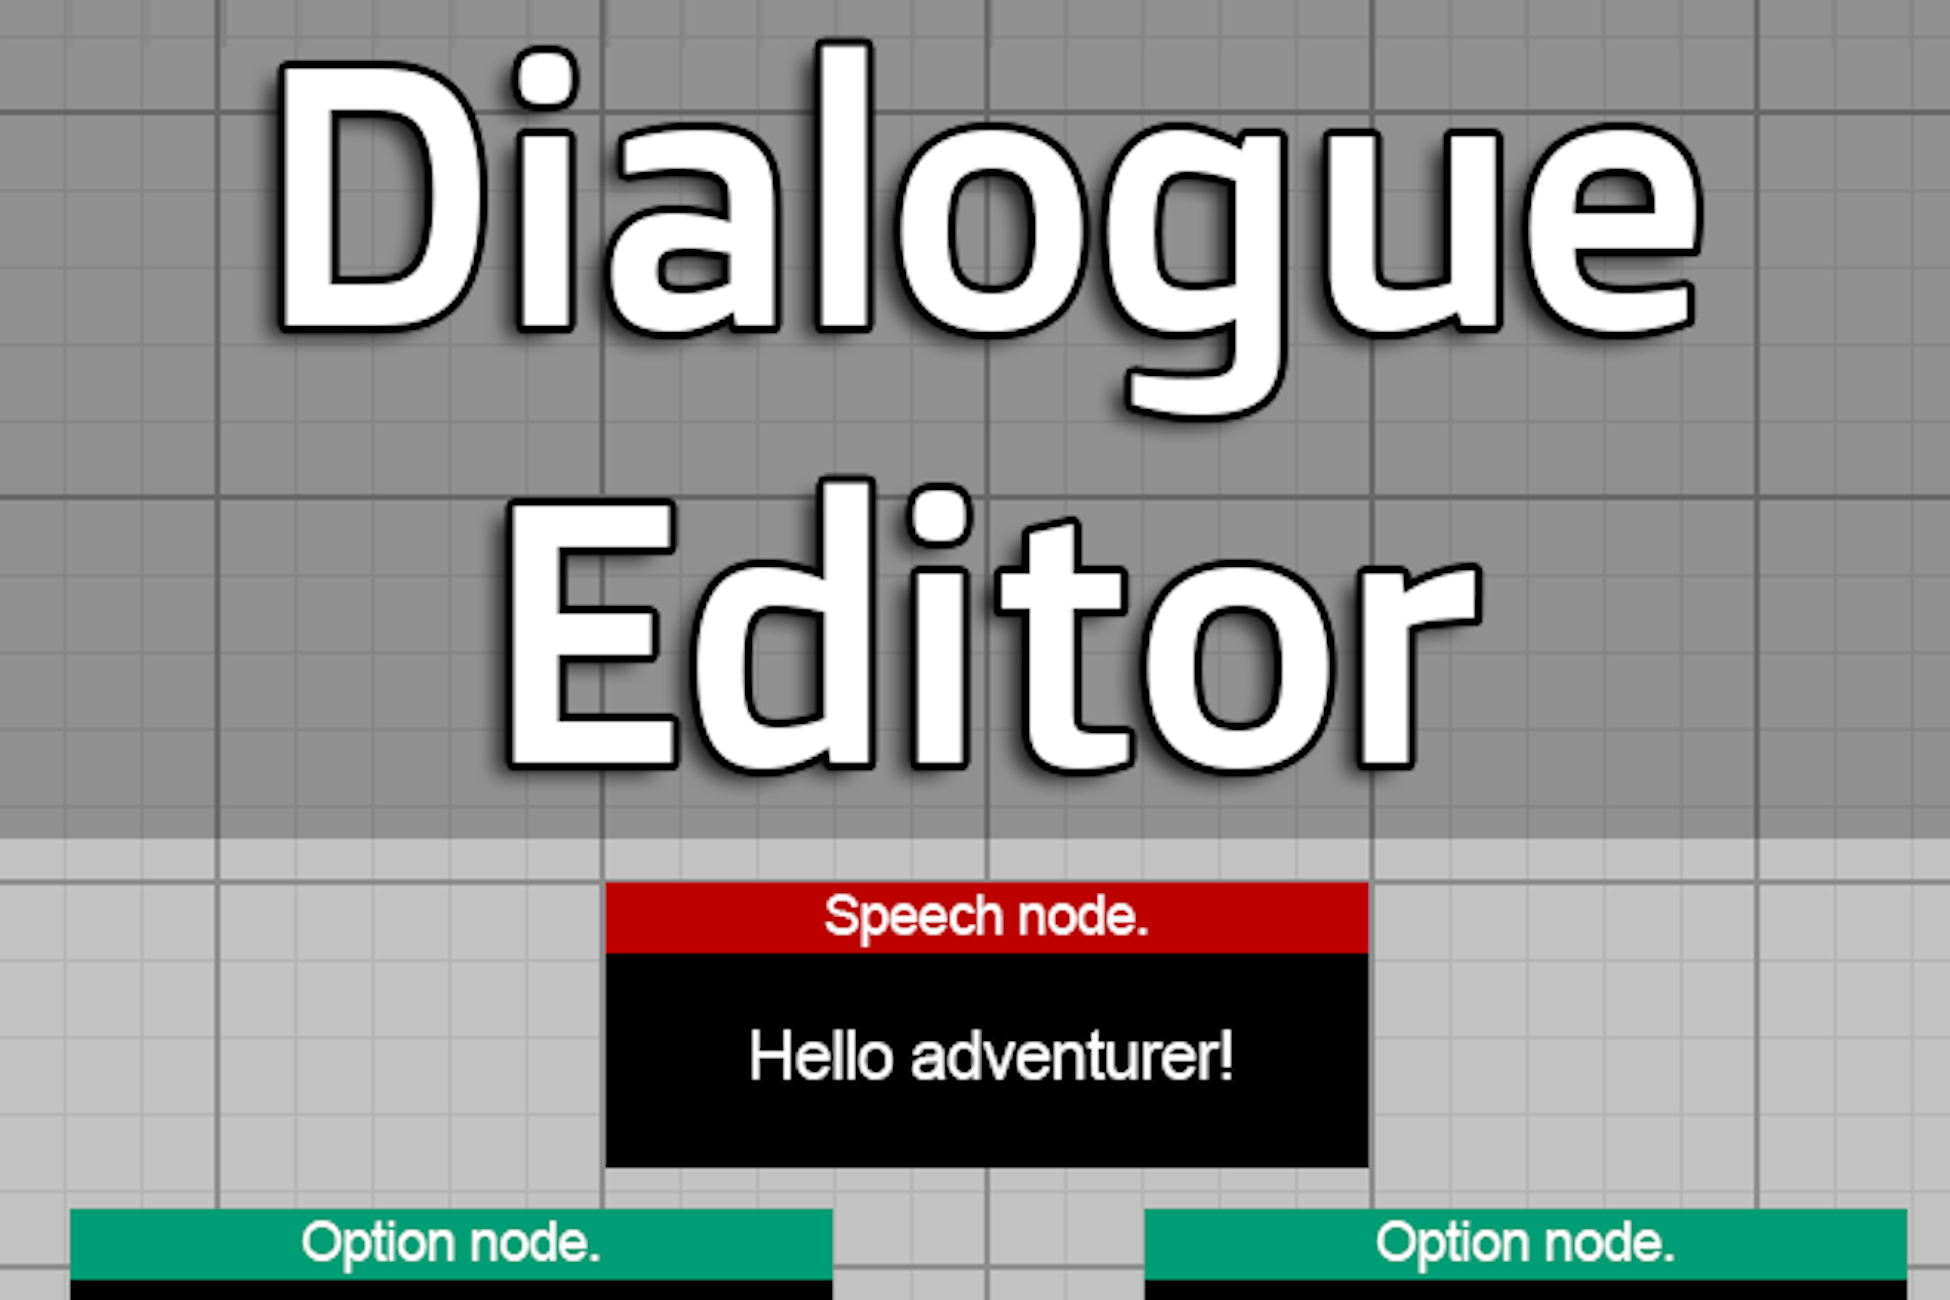 Dialogue
Editor
Speech node.
Hello adventurer!
Option node.
Option node.